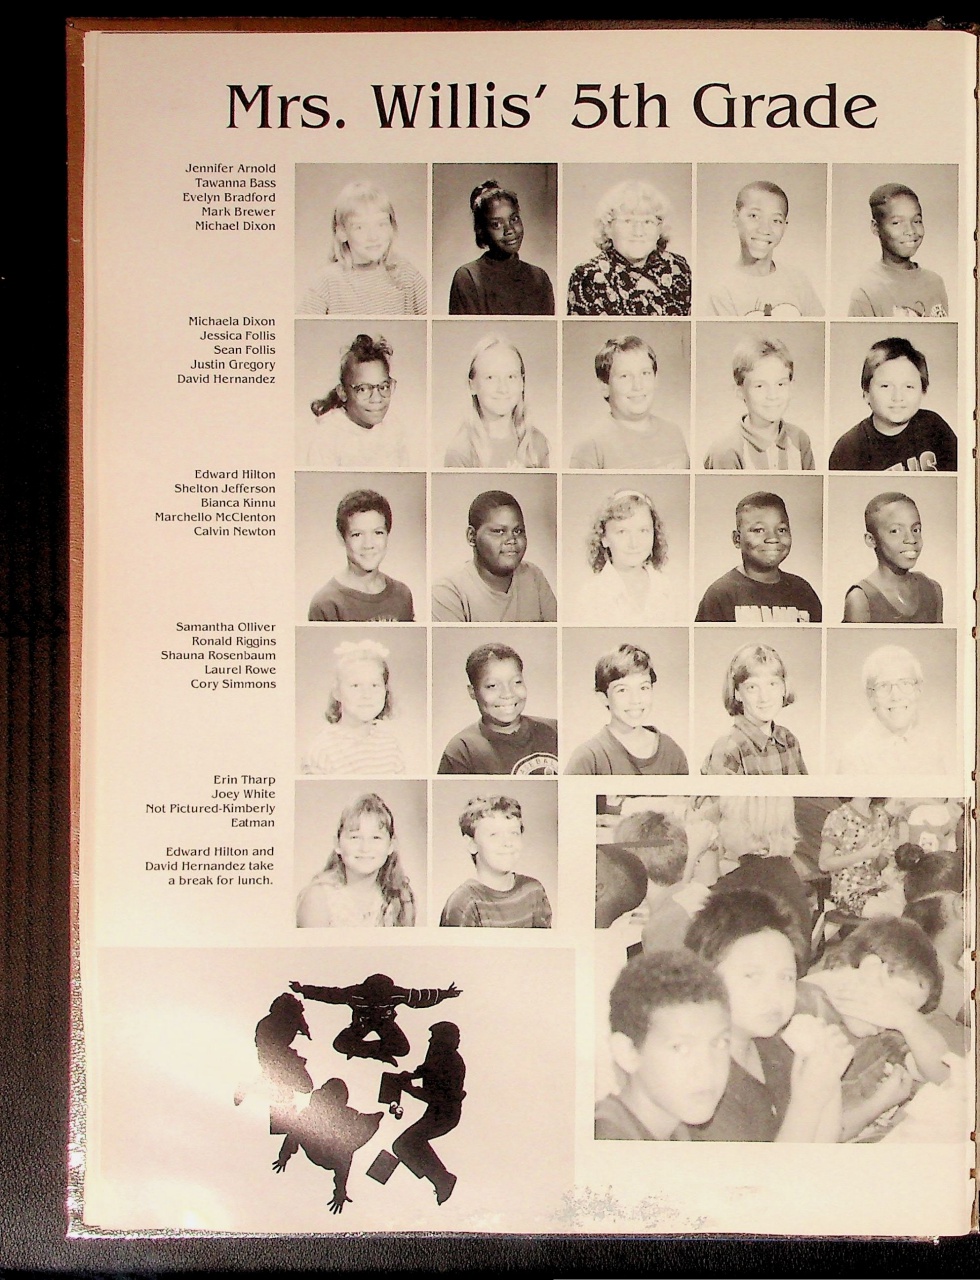 Mrs. Willis' 5th Grade
Jennifer Arnold
Tawanna Bass
Evelyn Bradford
Mark Brewer
Michael Dixon
Michaela Dixon
Jessica Follis
Sean Follis
Justin Gregory
David Hernandez
Edward Hilton
Shelton Jefferson
Bianca Kinnu
Marchello McClenton
Calvin Newton
Samantha Olliver
Ronald Riggins
Shauna Rosenbaum
Laurel Rowe
Cory Simmons
Erin Tharp
Joey White
Not Pictured-Kimberly
Eatman
Edward Hilton and
David Hernandez take
a break for lunch.